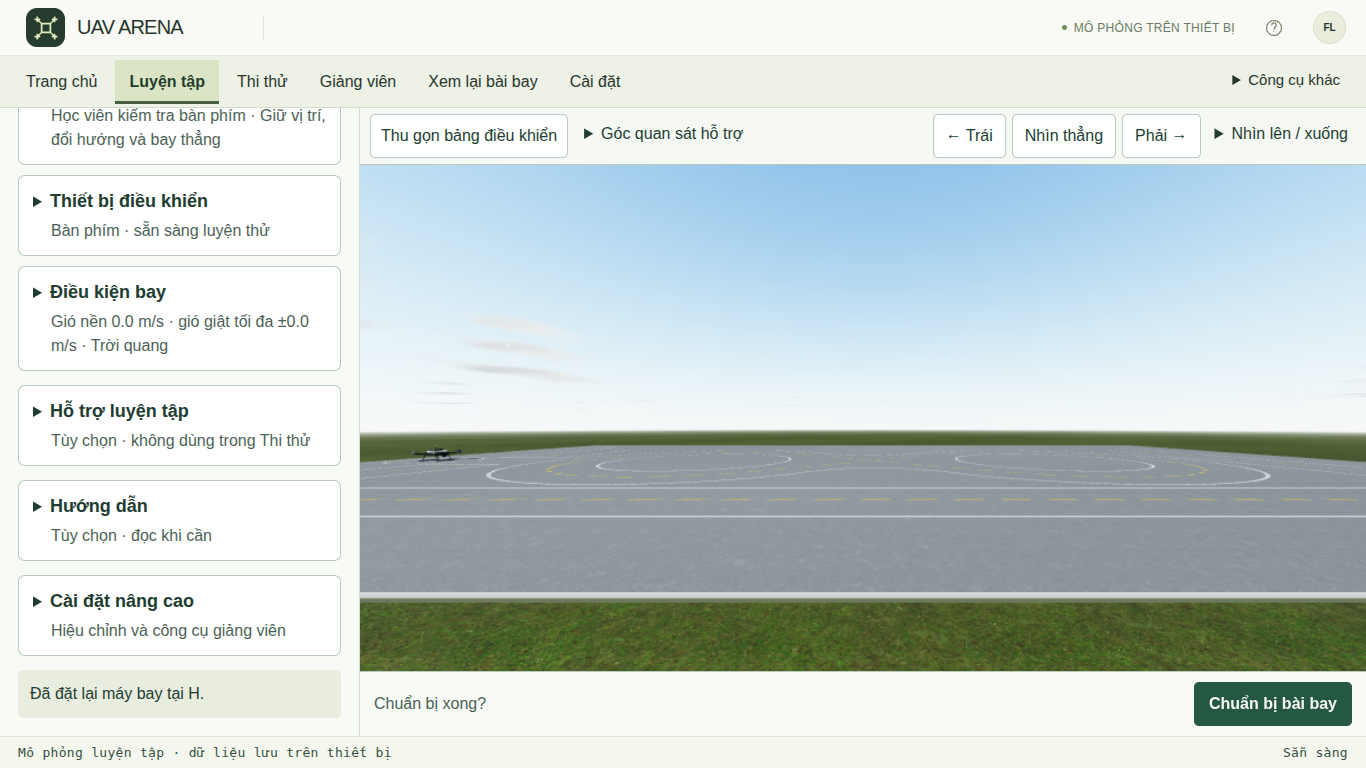 UAV ARENA
MÔ PHỎNG TRÊN THIẾT BỊ
FL
Trang chủ
Luyện tập
Thi thử
Giảng viên
Xem lại bài bay
Cài đặt
Công cụ khác
Học viên kiểm tra bàn phím · Giữ vị trí,
đổi hướng và bay thẳng
Thiết bị điều khiển
Bàn phím · sẵn sàng luyện thử
Điều kiện bay
Gió nền 0.0 m/s · gió giật tối đa ±0.0
m/s · Trời quang
Hỗ trợ luyện tập
Tùy chọn · không dùng trong Thi thử
Hướng dẫn
Tùy chọn · đọc khi cần
Cài đặt nâng cao
Hiệu chỉnh và công cụ giảng viên
Đã đặt lại máy bay tại H.
Thu gọn bảng điều khiển
Góc quan sát hỗ trợ
← Trái
Nhìn thẳng
Phải →
Nhìn lên / xuống
Chuẩn bị xong?
Chuẩn bị bài bay
Mô phỏng luyện tập · dữ liệu lưu trên thiết bị
Sẵn sàng